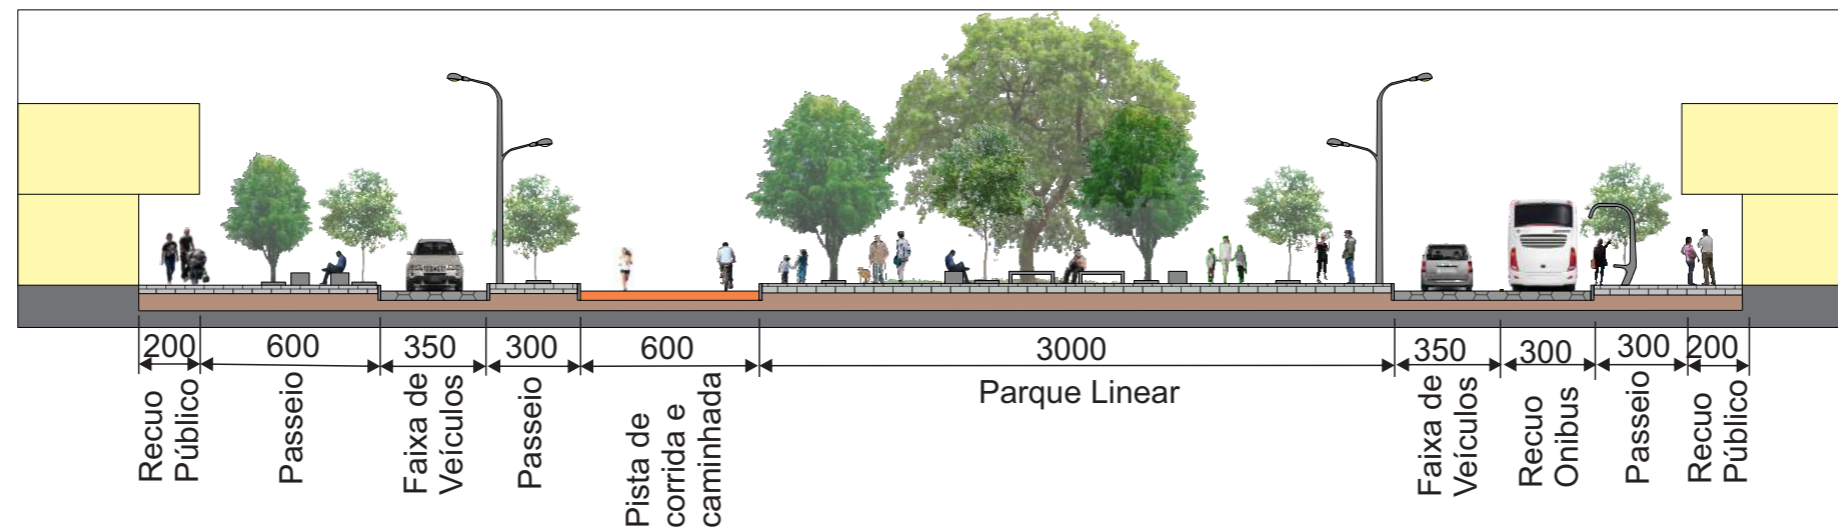 200
600
350
300
600
3000
350
300
300
200
Recuo
Público
Passeio
Faixa de
Veículos
Passeio
Pista de
corrida e
caminhada
Parque Linear
Faixa de
Veículos
Recuo
Onibus
Passeio
Recuo
Público